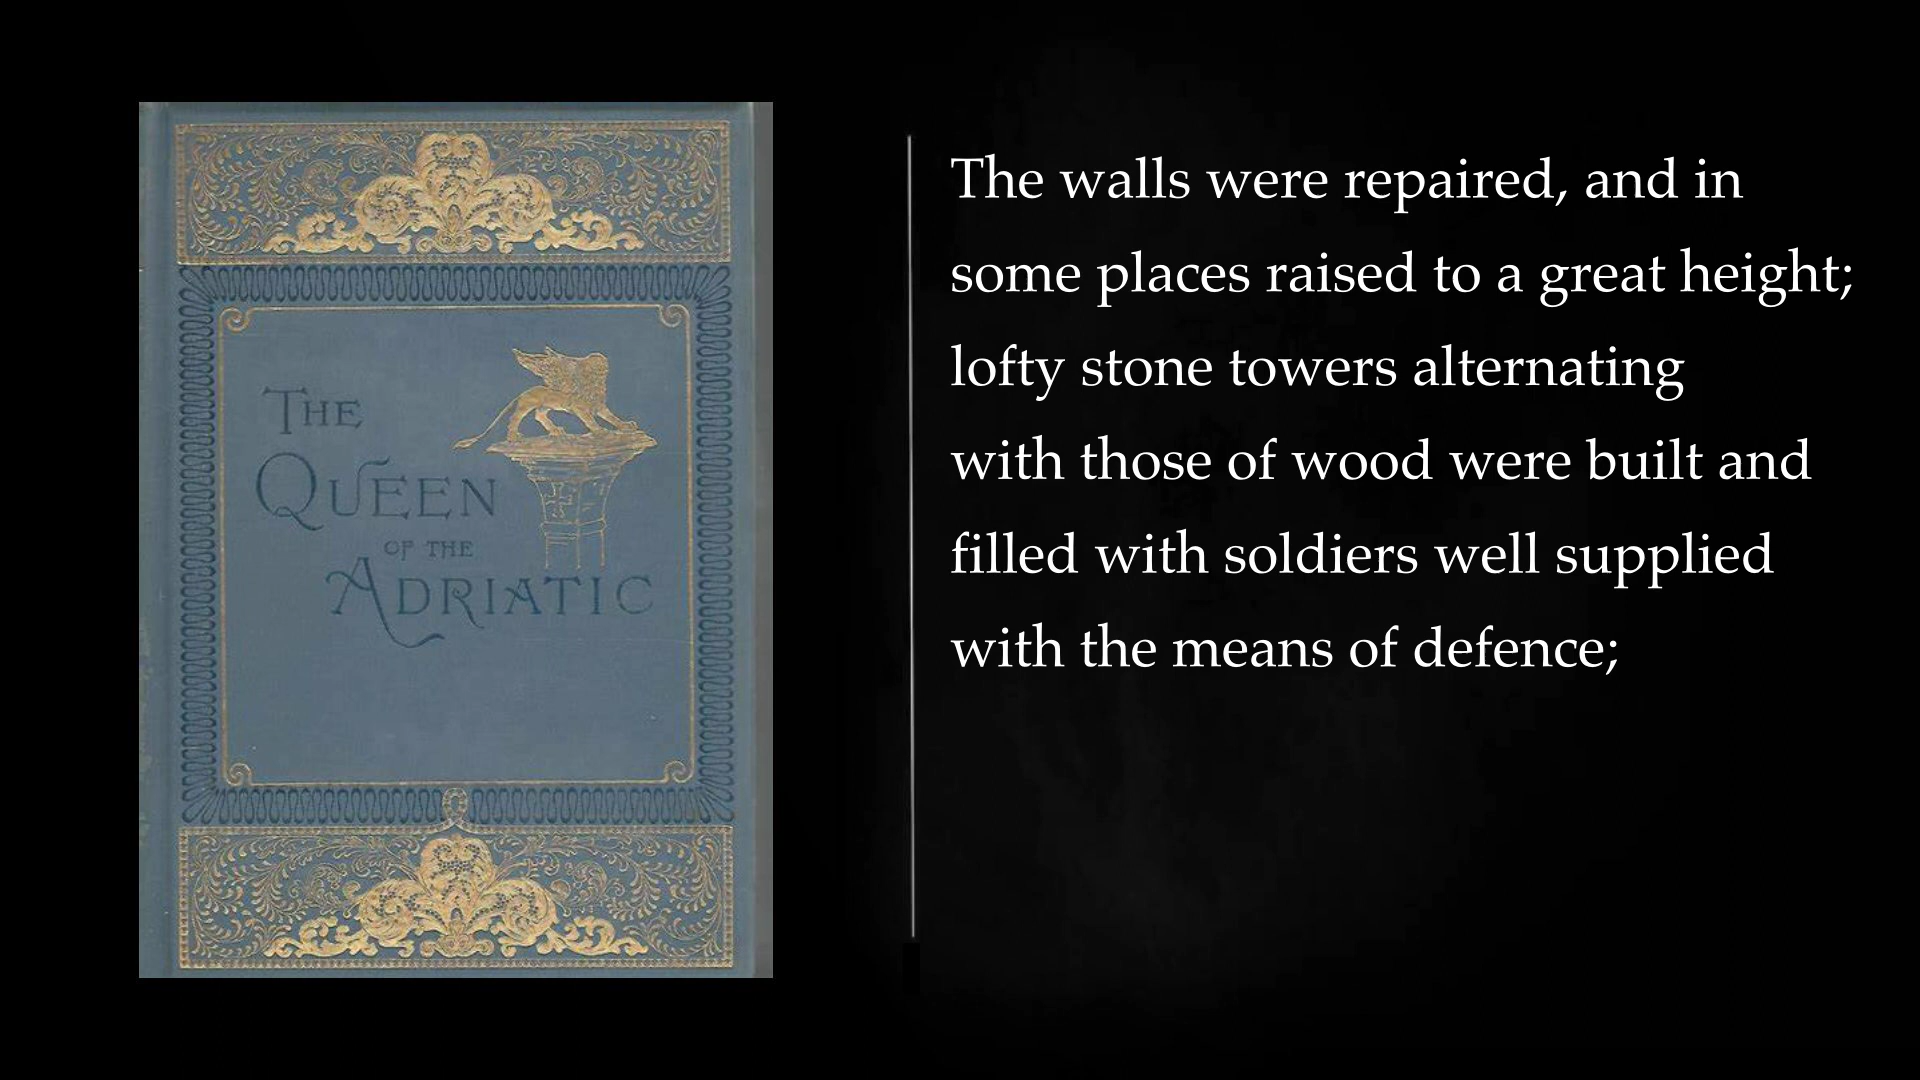 THE
QUEEN
OF THE
ADRIATIC
The walls were repaired, and in
some places raised to a great height;
lofty stone towers alternating
with those of wood were built and
filled with soldiers well supplied
with the means of defence;